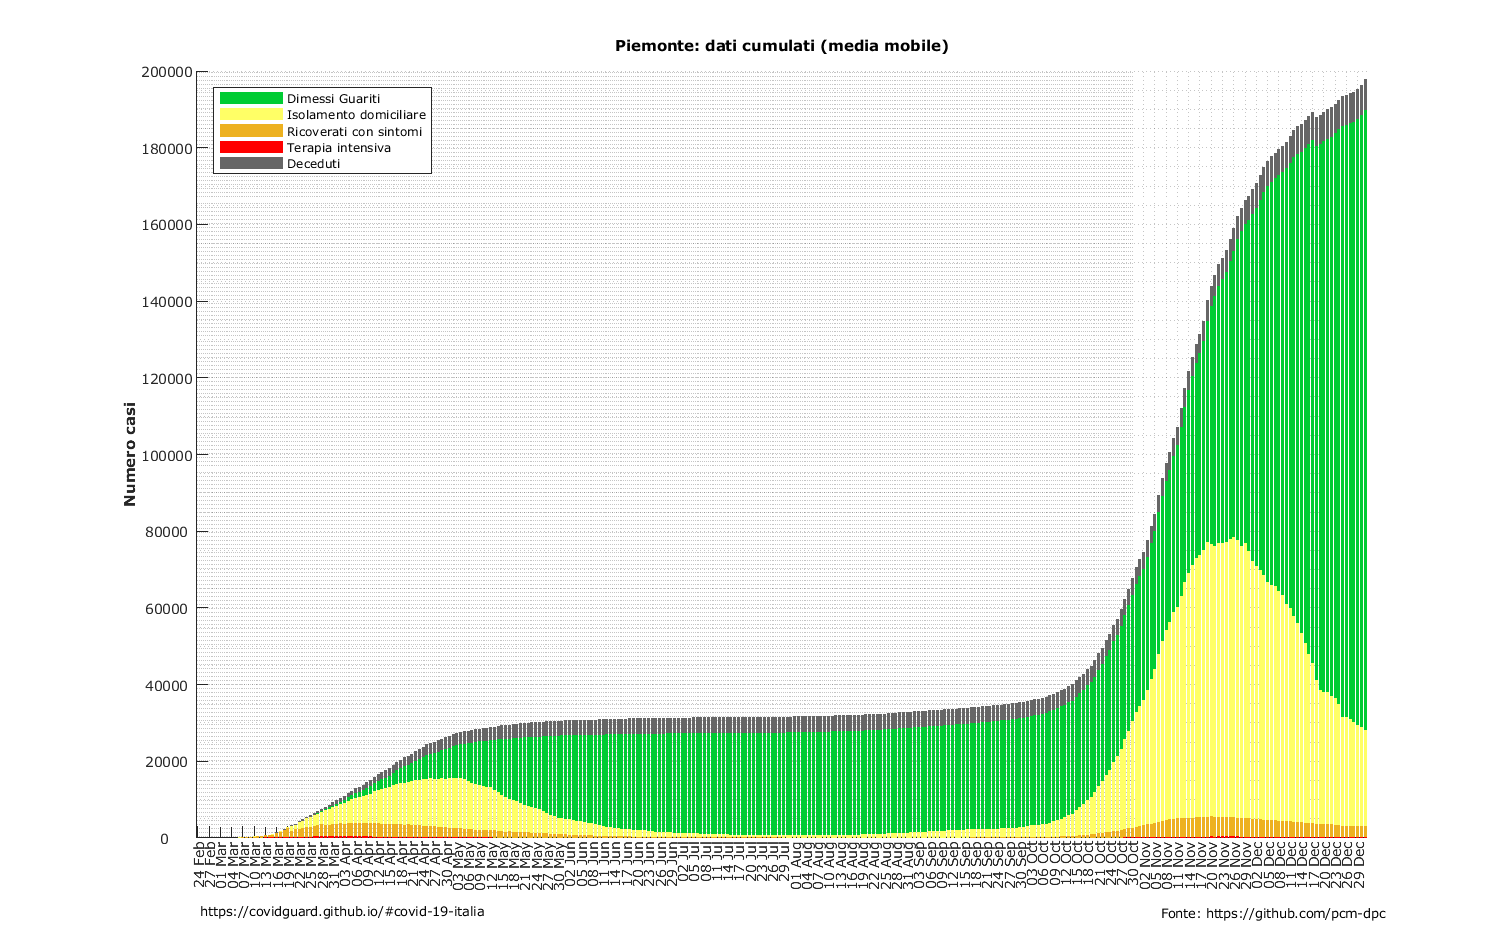 Piemonte: dati cumulati (media mobile)
200000
180000
160000
140000
120000
100000
80000
60000
40000
20000
0
Numero casi
Dimessi Guariti
Isolamento domiciliare
Ricoverati con sintomi
Terapia intensiva
Deceduti
24 Feb
27 Feb
01 Mar
04 Mar
07 Mar
10 Mar
13 Mar
16 Mar
19 Mar
22 Mar
25 Mar
28 Mar
31 Mar
03 Apr
06 Apr
09 Apr
12 Apr
15 Apr
18 Apr
21 Apr
24 Apr
27 Apr
30 Apr
03 May
06 May
09 May
12 May
15 May
18 May
21 May
24 May
27 May
30 May
02 Jun
05 Jun
08 Jun
11 Jun
14 Jun
17 Jun
20 Jun
23 Jun
26 Jun
29 Jun
02 Jul
05 Jul
08 Jul
11 Jul
14 Jul
17 Jul
20 Jul
23 Jul
26 Jul
29 Jul
01 Aug
04 Aug
07 Aug
10 Aug
13 Aug
16 Aug
19 Aug
22 Aug
25 Aug
28 Aug
31 Aug
03 Sep
06 Sep
09 Sep
12 Sep
15 Sep
18 Sep
21 Sep
24 Sep
27 Sep
30 Sep
03 Oct
06 Oct
09 Oct
12 Oct
15 Oct
18 Oct
21 Oct
24 Oct
27 Oct
30 Oct
02 Nov
05 Nov
08 Nov
11 Nov
14 Nov
17 Nov
20 Nov
23 Nov
26 Nov
29 Nov
02 Dec
05 Dec
08 Dec
11 Dec
14 Dec
17 Dec
20 Dec
23 Dec
26 Dec
29 Dec
https://covidguard.github.io/#covid-19-italia
Fonte: https://github.com/pcm-dpc